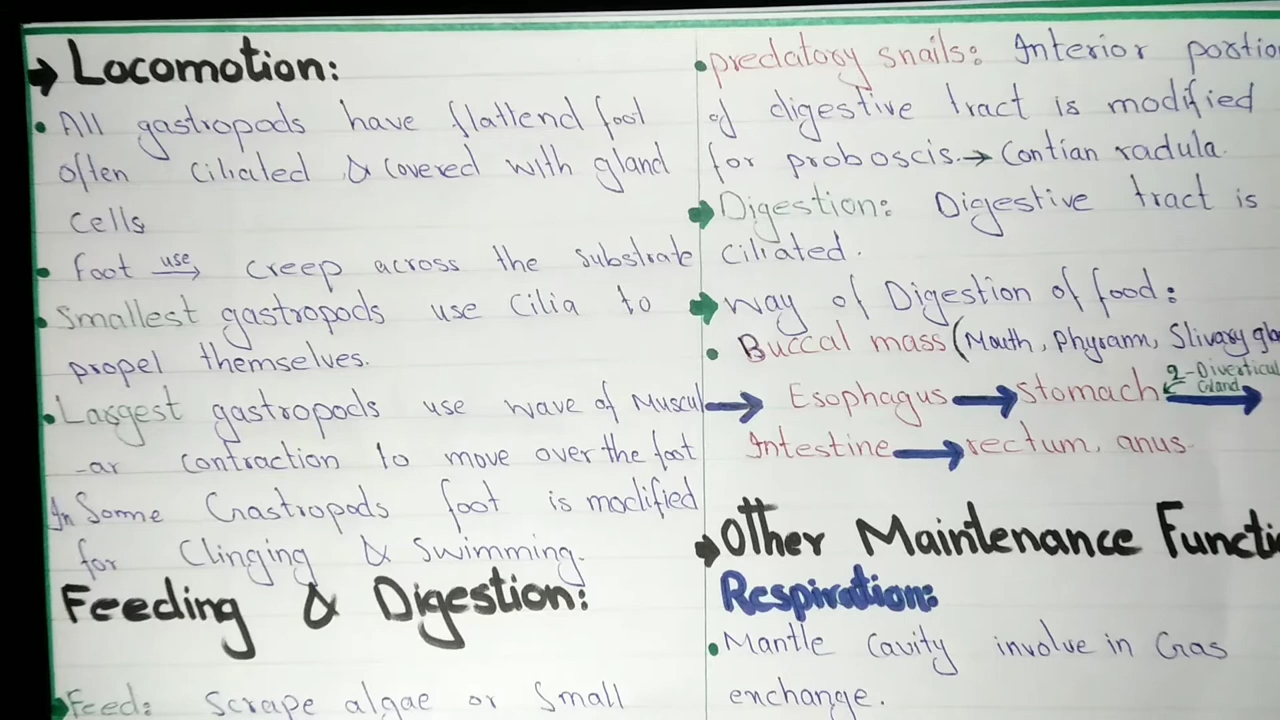 → Locomotion:
• All gastropods have flattend foot
often ciliated & covered with gland
cells
• foot use→ creep across the substrate
• Smallest gastropods use Cilia to
propel themselves.
• Largest gastropods use wave of Muscul
-ar contraction to move over the foot
In Some Gastropods foot is modified
for Clinging & Swimming.
Feeding & Digestion:
Feed: Scrape algae or Small
• predatory snails: Interior portion
of digestive tract is modified
for proboscis. → Contian radula.
→ Digestion: Digestive tract is
ciliated.
→ way of Digestion of food:
• Buccal mass (Mouth, Phyrann, Slivary gla
2-Diverticul
Gland
→ Esophagus → stomach →
Intestine → rectum, anus.
→ Other Maintenance Functi
Respiration:
• Mantle Cavity involve in Gas
exchange.